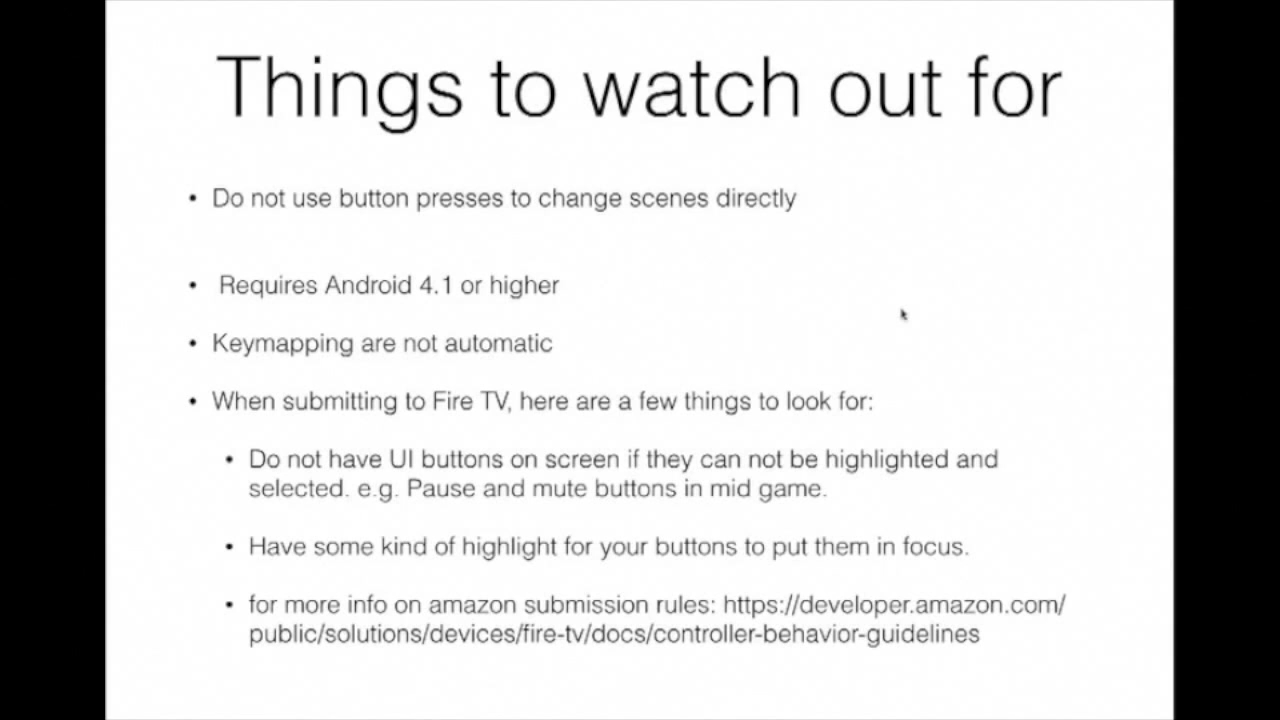 Things to watch out for
• Do not use button presses to change scenes directly
• Requires Android 4.1 or higher
• Keymapping are not automatic
• When submitting to Fire TV, here are a few things to look for:
• Do not have UI buttons on screen if they can not be highlighted and
selected. e.g. Pause and mute buttons in mid game.
• Have some kind of highlight for your buttons to put them in focus.
• for more info on amazon submission rules: https://developer.amazon.com/
public/solutions/devices/fire-tv/docs/controller-behavior-guidelines